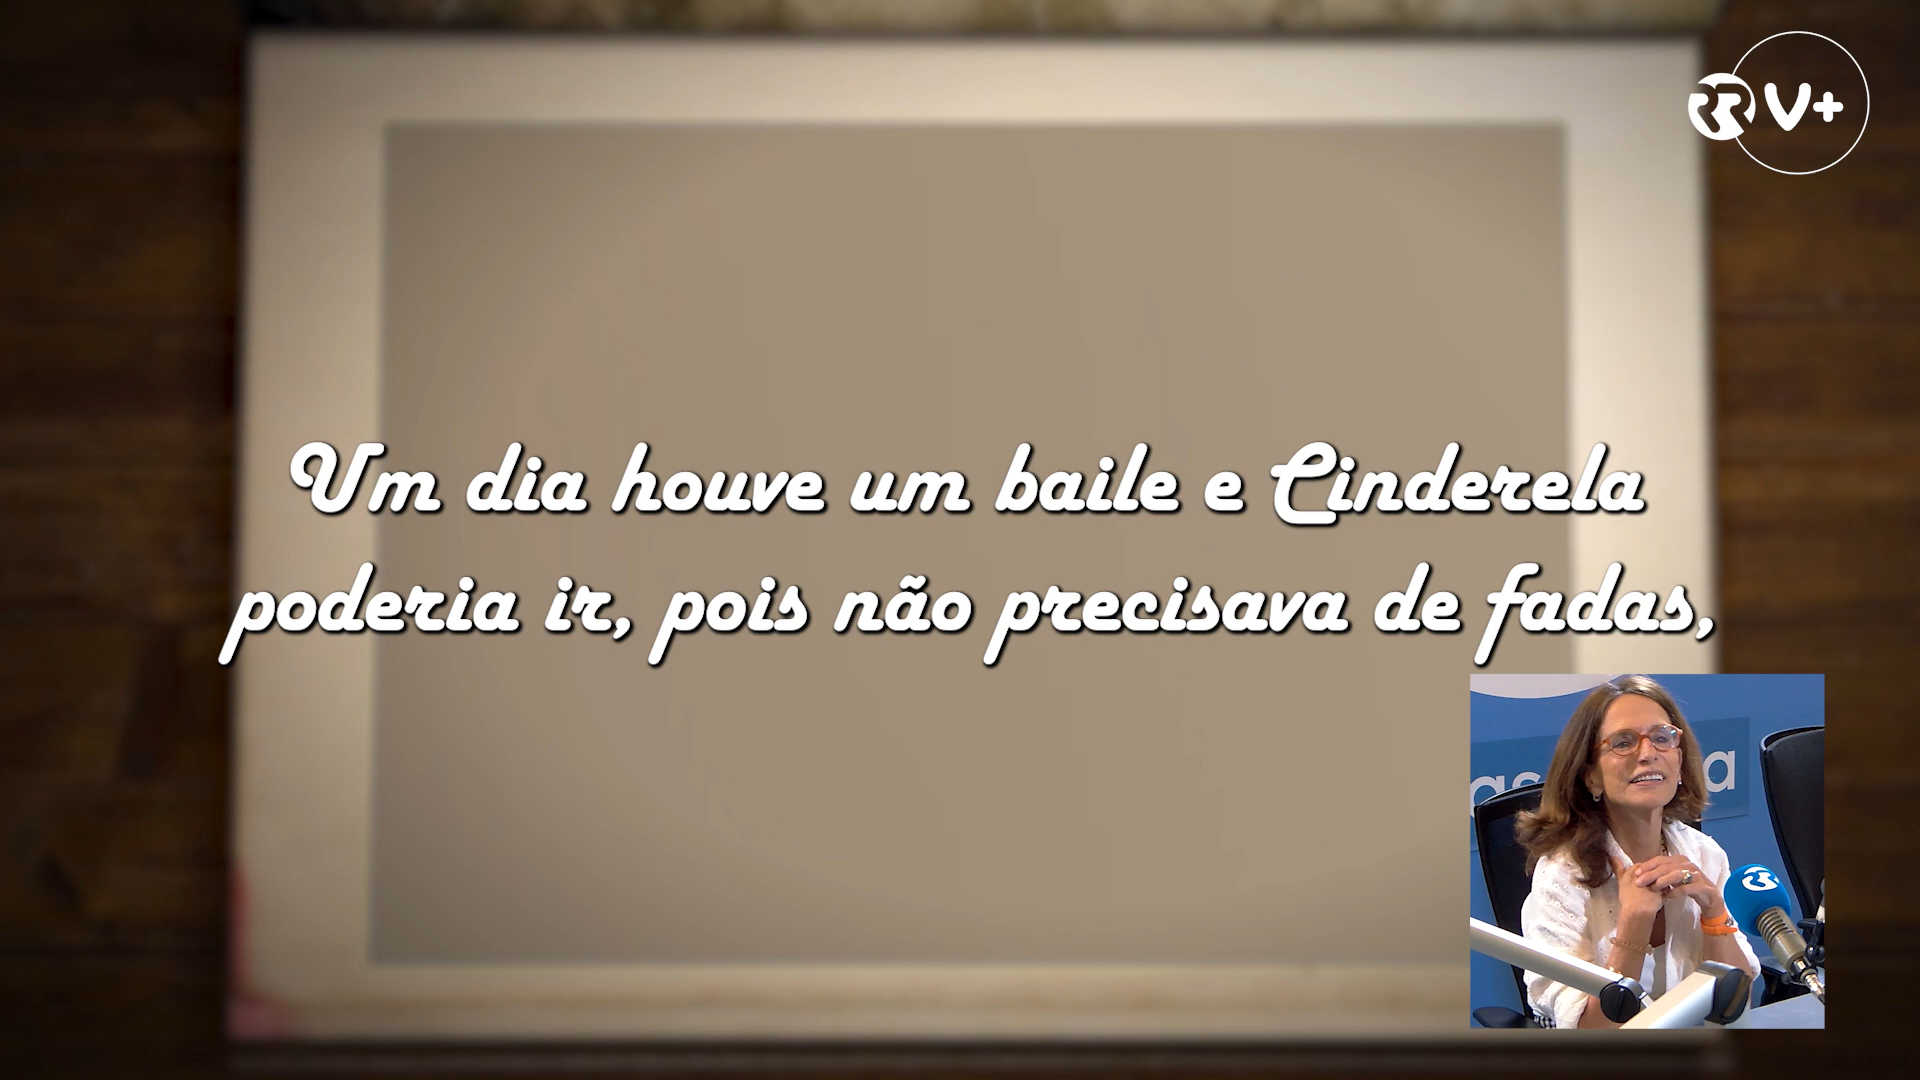 V+
Um dia houve um baile e Cinderela
poderia ir, pois não precisava de fadas,
a